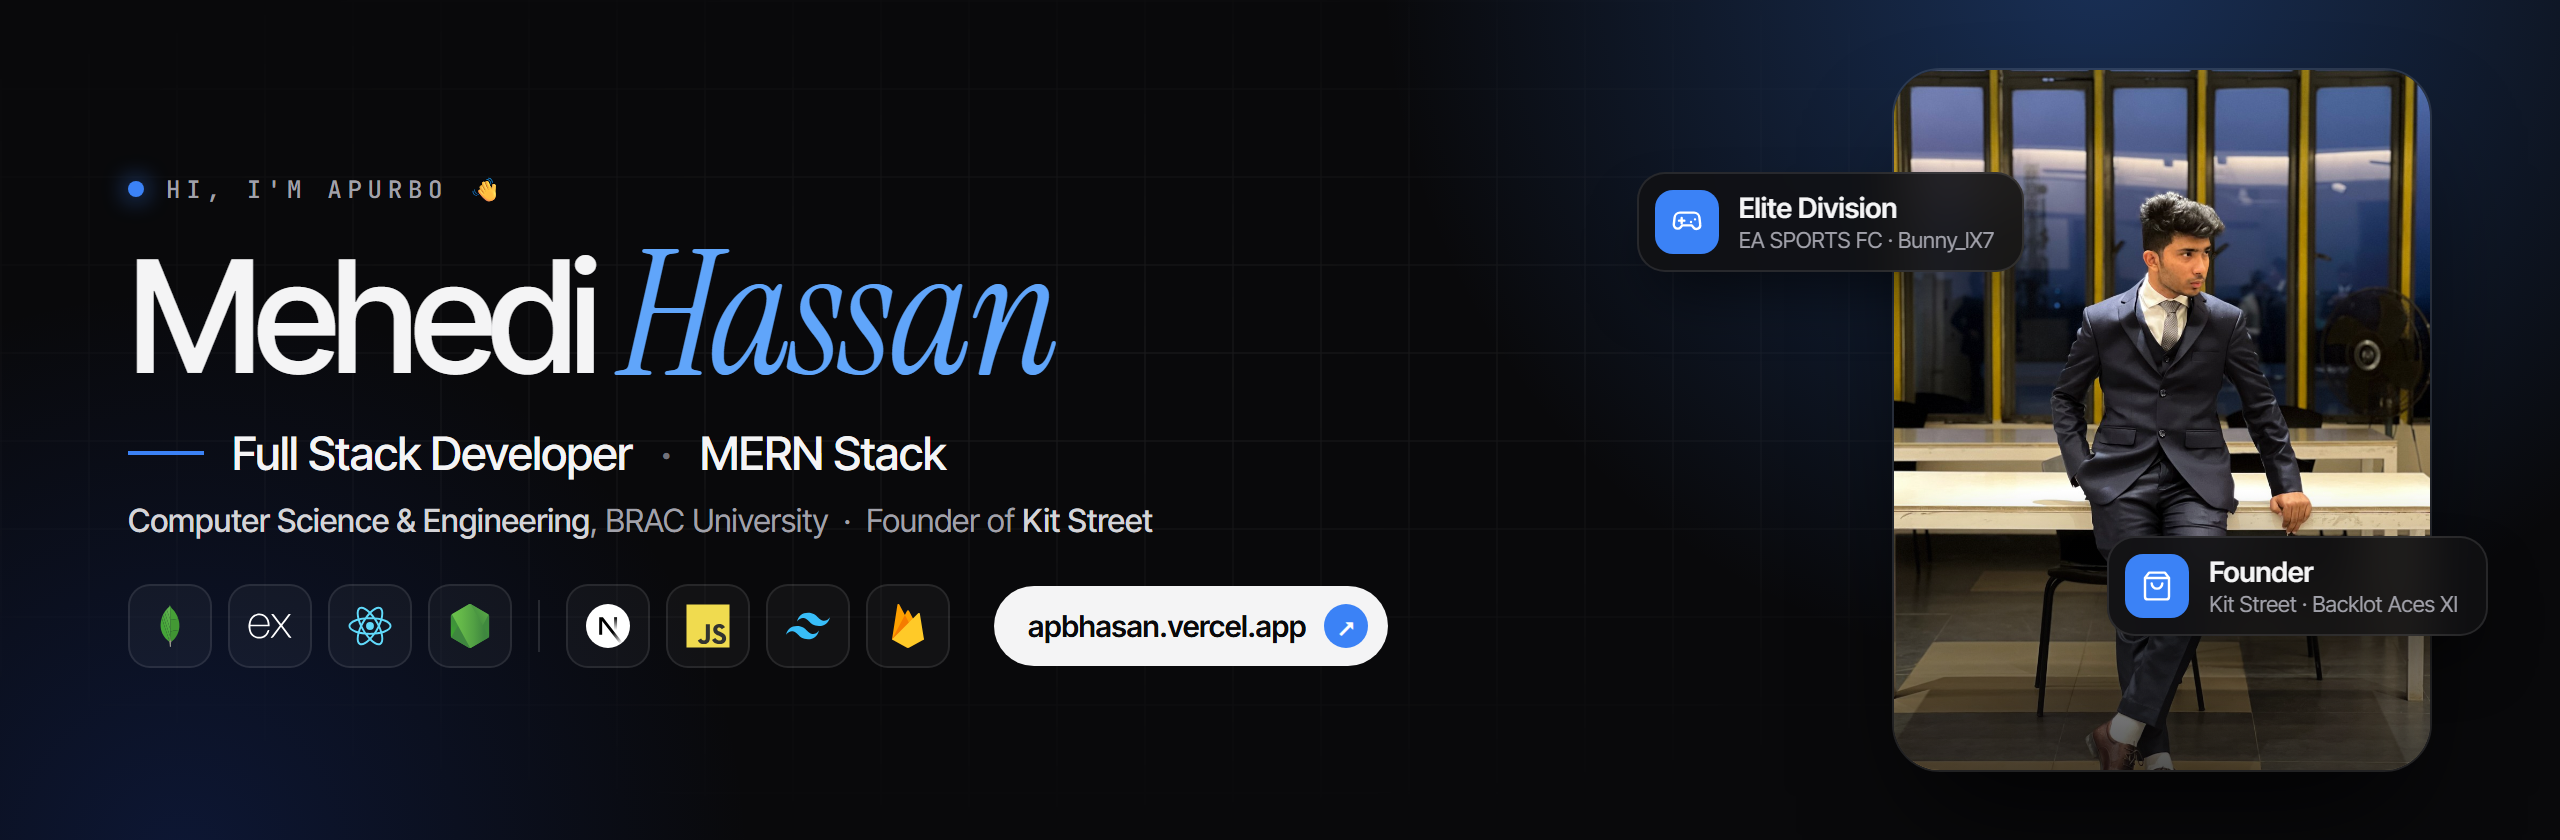 HI, I'M APURBO 👋
Mehedi Hassan
Full Stack Developer · MERN Stack
Computer Science & Engineering, BRAC University · Founder of Kit Street
ex
N
JS
apbhasan.vercel.app ↗
Elite Division
EA SPORTS FC · Bunny_IX7
Founder
Kit Street · Backlot Aces XI